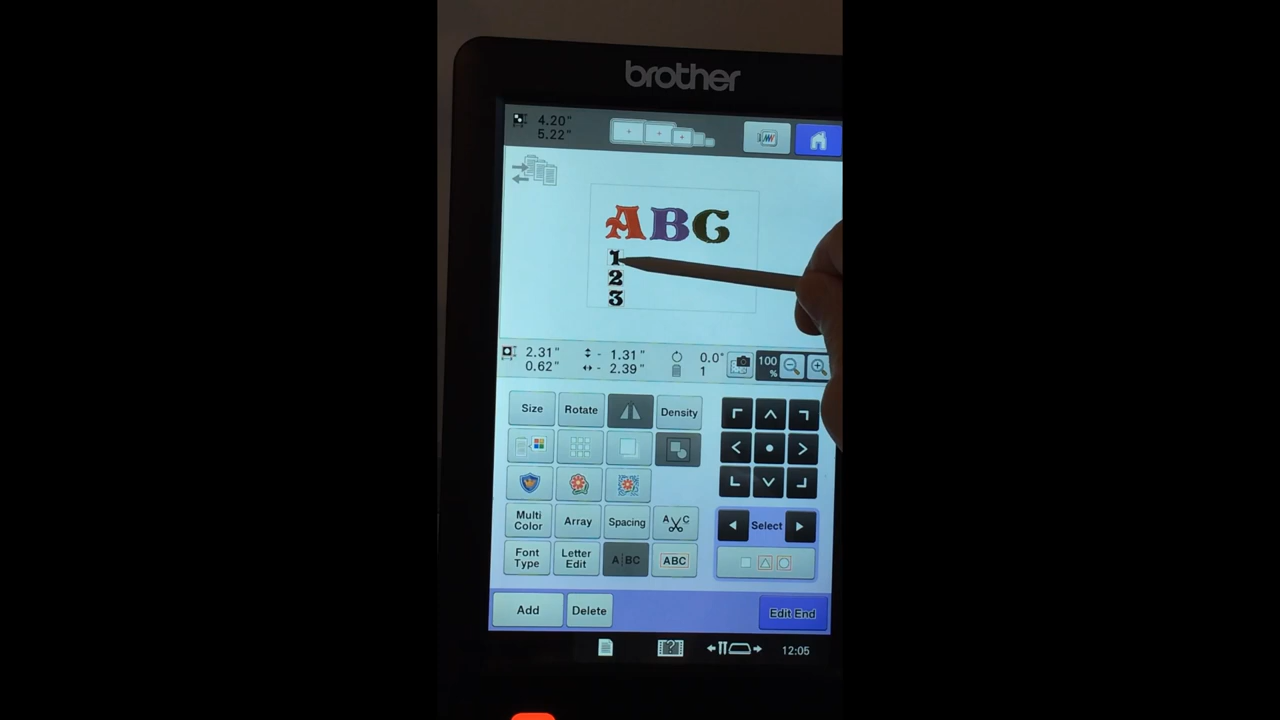 brother
4.20"
5.22"
ABC
1
2
3
2.31" - 1.31" 0.0° 100
0.62" - 2.39" 1 %
Size Rotate Density
Multi Color Array Spacing A C
Font Type Letter Edit A BC ABC
Select
Add Delete Edit End
? 12:05